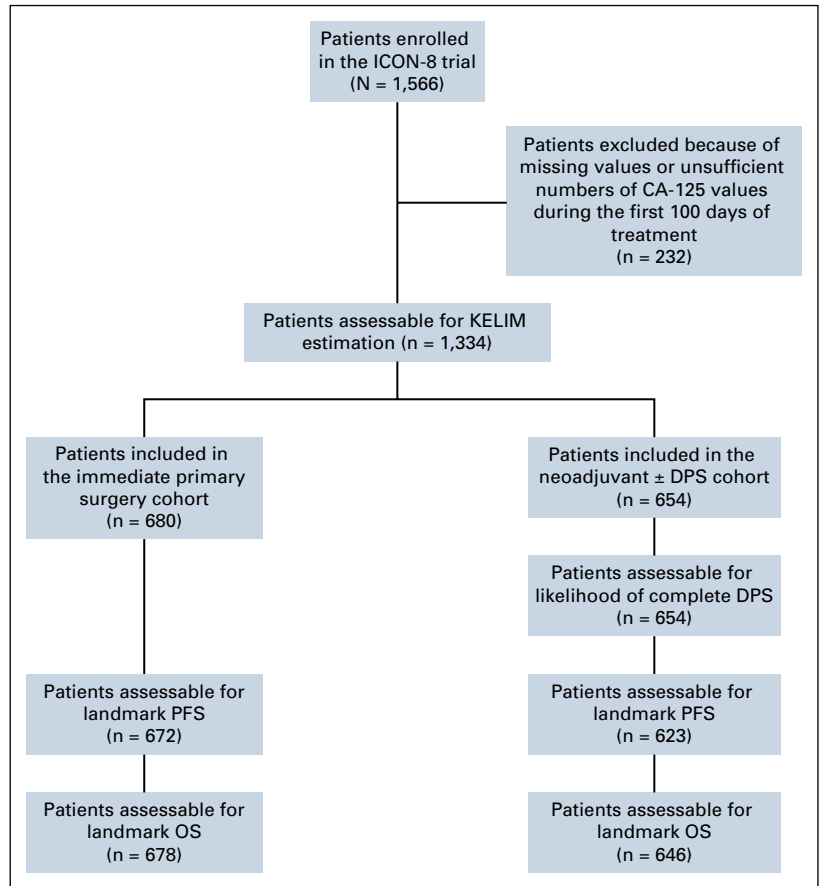 Patients enrolled
in the ICON-8 trial
(N = 1,566)
Patients excluded because of
missing values or unsufficient
numbers of CA-125 values
during the first 100 days of
treatment
(n = 232)
Patients assessable for KELIM
estimation (n = 1,334)
Patients included in
the immediate primary
surgery cohort
(n = 680)
Patients included in the
neoadjuvant ± DPS cohort
(n = 654)
Patients assessable for
likelihood of complete DPS
(n = 654)
Patients assessable for
landmark PFS
(n = 672)
Patients assessable for
landmark PFS
(n = 623)
Patients assessable for
landmark OS
(n = 678)
Patients assessable for
landmark OS
(n = 646)